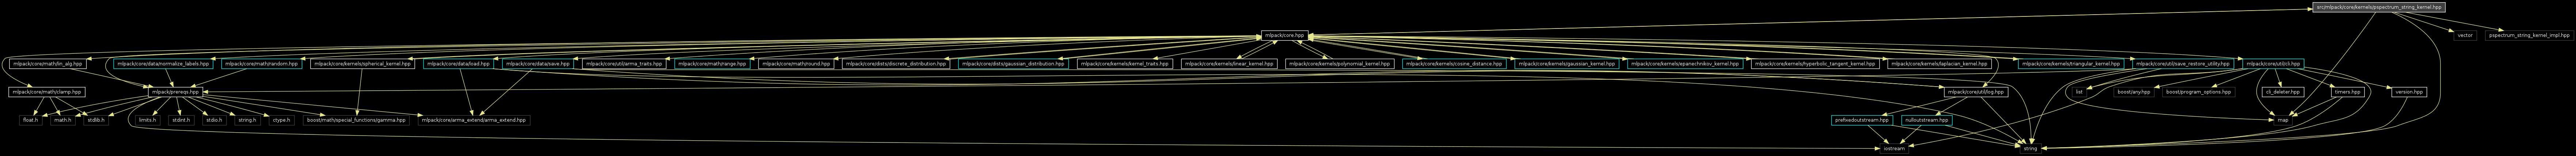 src/mlpack/core/kernels/pspectrum_string_kernel.hpp
mlpack/core.hpp
vector
pspectrum_string_kernel_impl.hpp
mlpack/core/math/lin_alg.hpp
mlpack/core/data/normalize_labels.hpp
mlpack/core/math/random.hpp
mlpack/core/kernels/spherical_kernel.hpp
mlpack/core/data/load.hpp
mlpack/core/data/save.hpp
mlpack/core/util/arma_traits.hpp
mlpack/core/math/range.hpp
mlpack/core/math/round.hpp
mlpack/core/dists/discrete_distribution.hpp
mlpack/core/dists/gaussian_distribution.hpp
mlpack/core/kernels/kernel_traits.hpp
mlpack/core/kernels/linear_kernel.hpp
mlpack/core/kernels/polynomial_kernel.hpp
mlpack/core/kernels/cosine_distance.hpp
mlpack/core/kernels/gaussian_kernel.hpp
mlpack/core/kernels/epanechnikov_kernel.hpp
mlpack/core/kernels/hyperbolic_tangent_kernel.hpp
mlpack/core/kernels/laplacian_kernel.hpp
mlpack/core/kernels/triangular_kernel.hpp
mlpack/core/util/save_restore_utility.hpp
mlpack/core/util/cli.hpp
mlpack/core/math/clamp.hpp
mlpack/prereqs.hpp
mlpack/core/util/log.hpp
list
boost/any.hpp
boost/program_options.hpp
cli_deleter.hpp
timers.hpp
version.hpp
float.h
math.h
stdlib.h
limits.h
stdint.h
stdio.h
string.h
ctype.h
boost/math/special_functions/gamma.hpp
mlpack/core/arma_extend/arma_extend.hpp
prefixedoutstream.hpp
nulloutstream.hpp
map
iostream
string